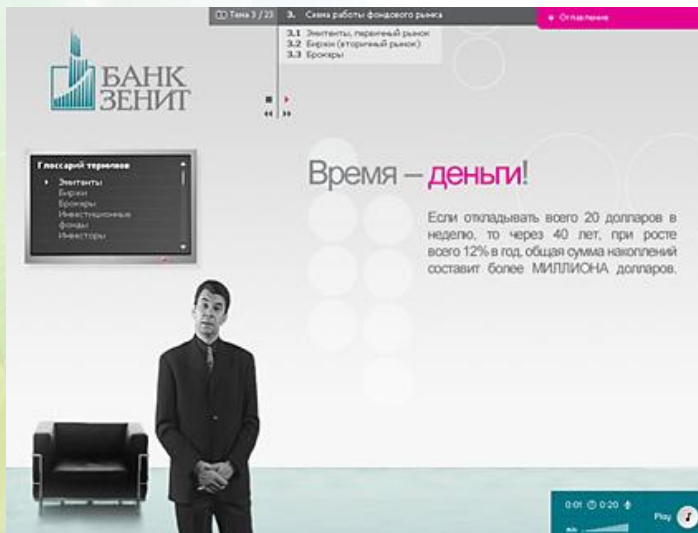 Тема 3 / 23
3. Схема работы фондового рынка
Оглавление
3.1 Эмитенты, первичный рынок
3.2 Биржи (вторичный рынок)
3.3 Брокеры
БАНК
ЗЕНИТ
Глоссарий терминов
Эмитенты
Биржи
Брокеры
Инвестиционные
фонды
Инвесторы
Время – деньги!
Если откладывать всего 20 долларов в
неделю, то через 40 лет, при росте
всего 12% в год, общая сумма накоплений
составит более МИЛЛИОНА долларов.
0:01 0:20
Play